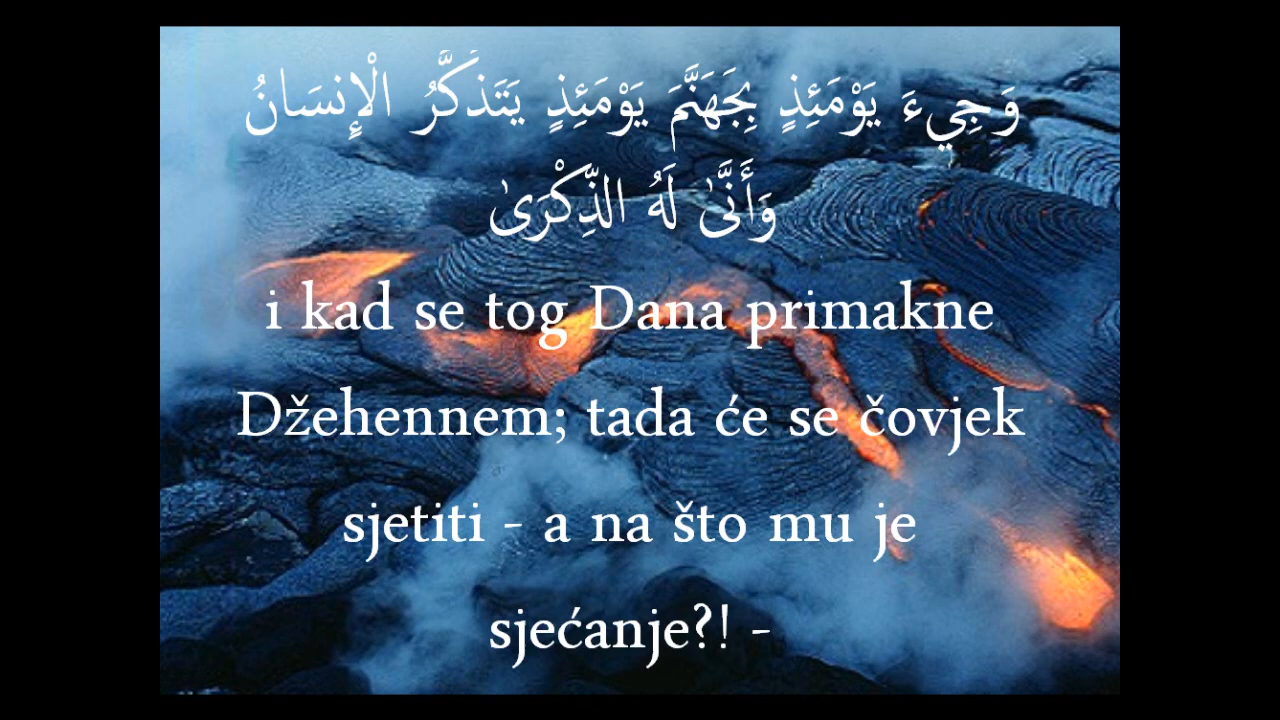 وَجِيءَ يَوْمَئِذٍ بِجَهَنَّمَ يَوْمَئِذٍ يَتَذَكَّرُ الْإِنسَانُ
وَأَنَّىٰ لَهُ الذِّكْرَىٰ
i kad se tog Dana primakne
Džehennem; tada će se čovjek
sjetiti - a na što mu je
sjećanje?! -